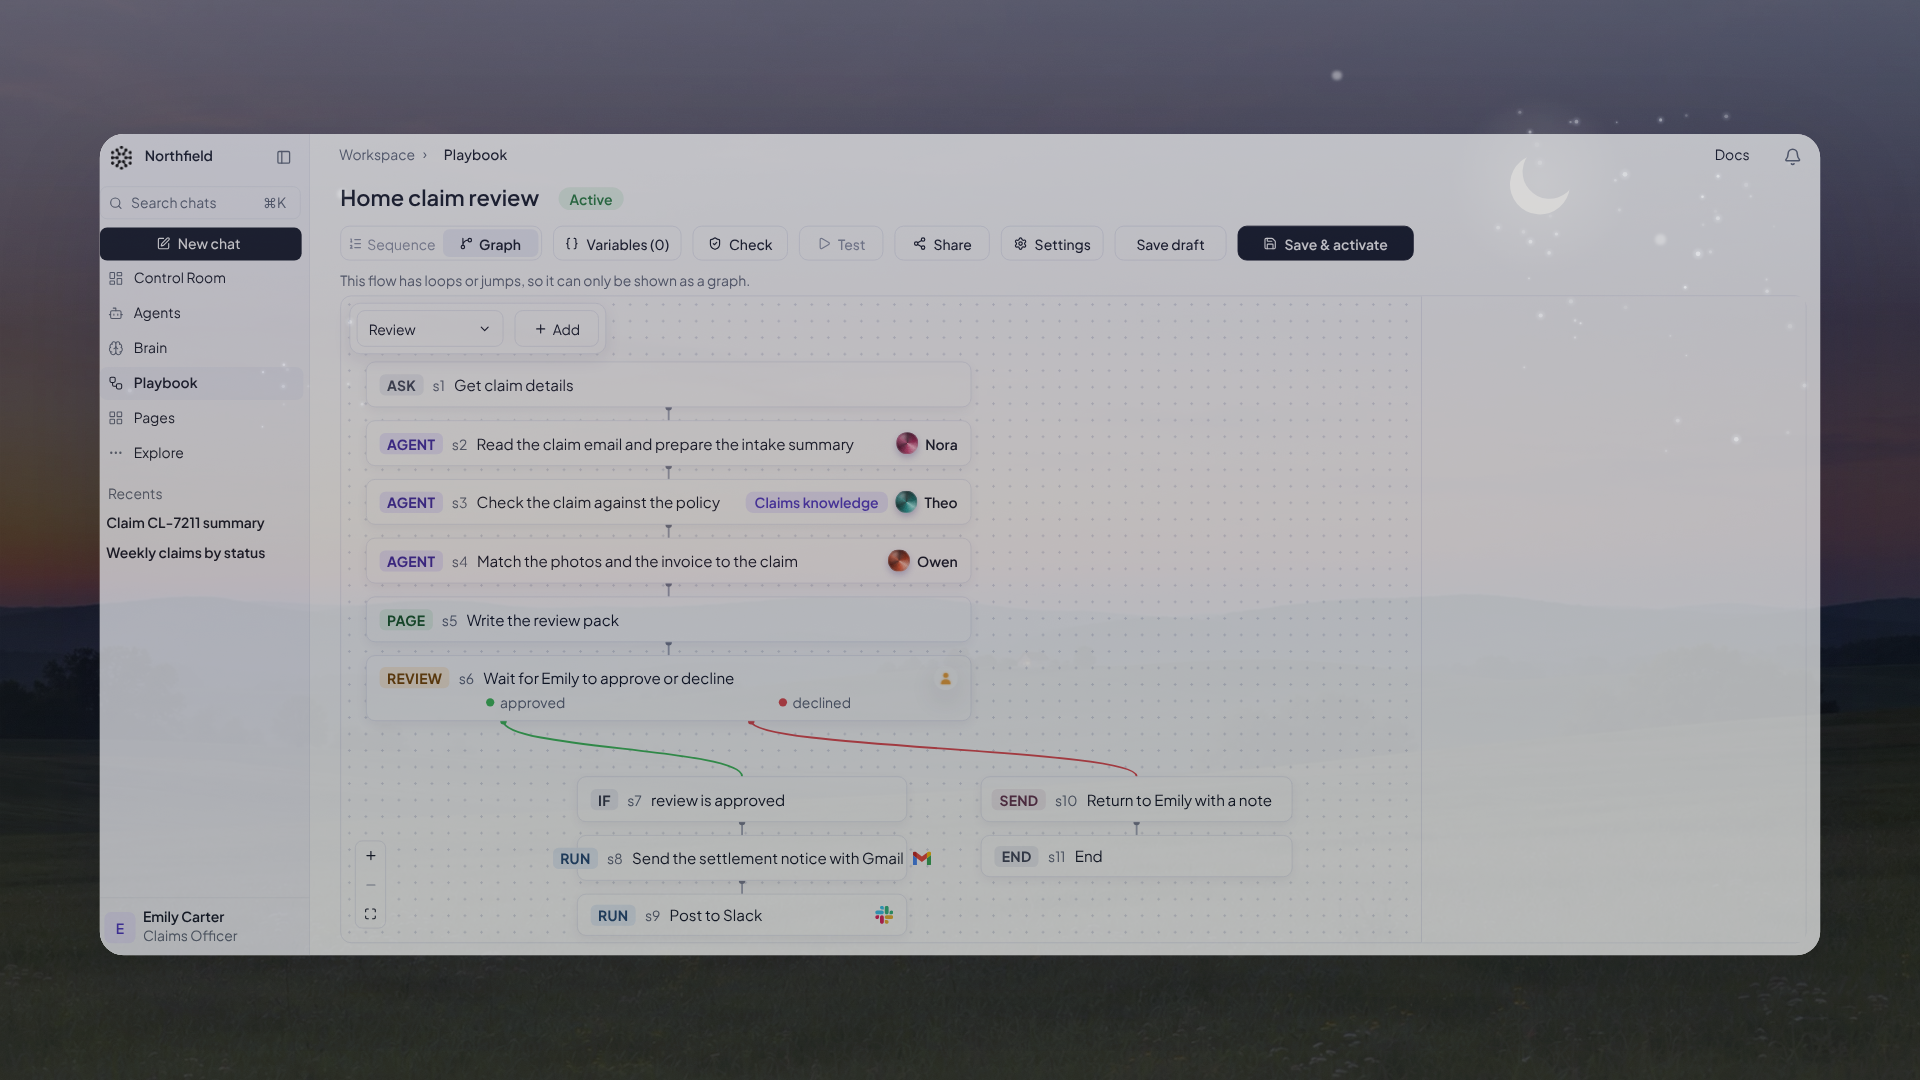 Northfield
Search chats ⌘K
New chat
Control Room
Agents
Brain
Playbook
Pages
Explore
Recents
Claim CL-7211 summary
Weekly claims by status
E
Emily Carter
Claims Officer
Workspace › Playbook
Docs
Home claim review Active
Sequence Graph Variables (0) Check Test Share Settings Save draft Save & activate
This flow has loops or jumps, so it can only be shown as a graph.
Review + Add
ASK s1 Get claim details
AGENT s2 Read the claim email and prepare the intake summary Nora
AGENT s3 Check the claim against the policy Claims knowledge Theo
AGENT s4 Match the photos and the invoice to the claim Owen
PAGE s5 Write the review pack
REVIEW s6 Wait for Emily to approve or decline
approved declined
IF s7 review is approved
SEND s10 Return to Emily with a note
RUN s8 Send the settlement notice with Gmail
END s11 End
RUN s9 Post to Slack